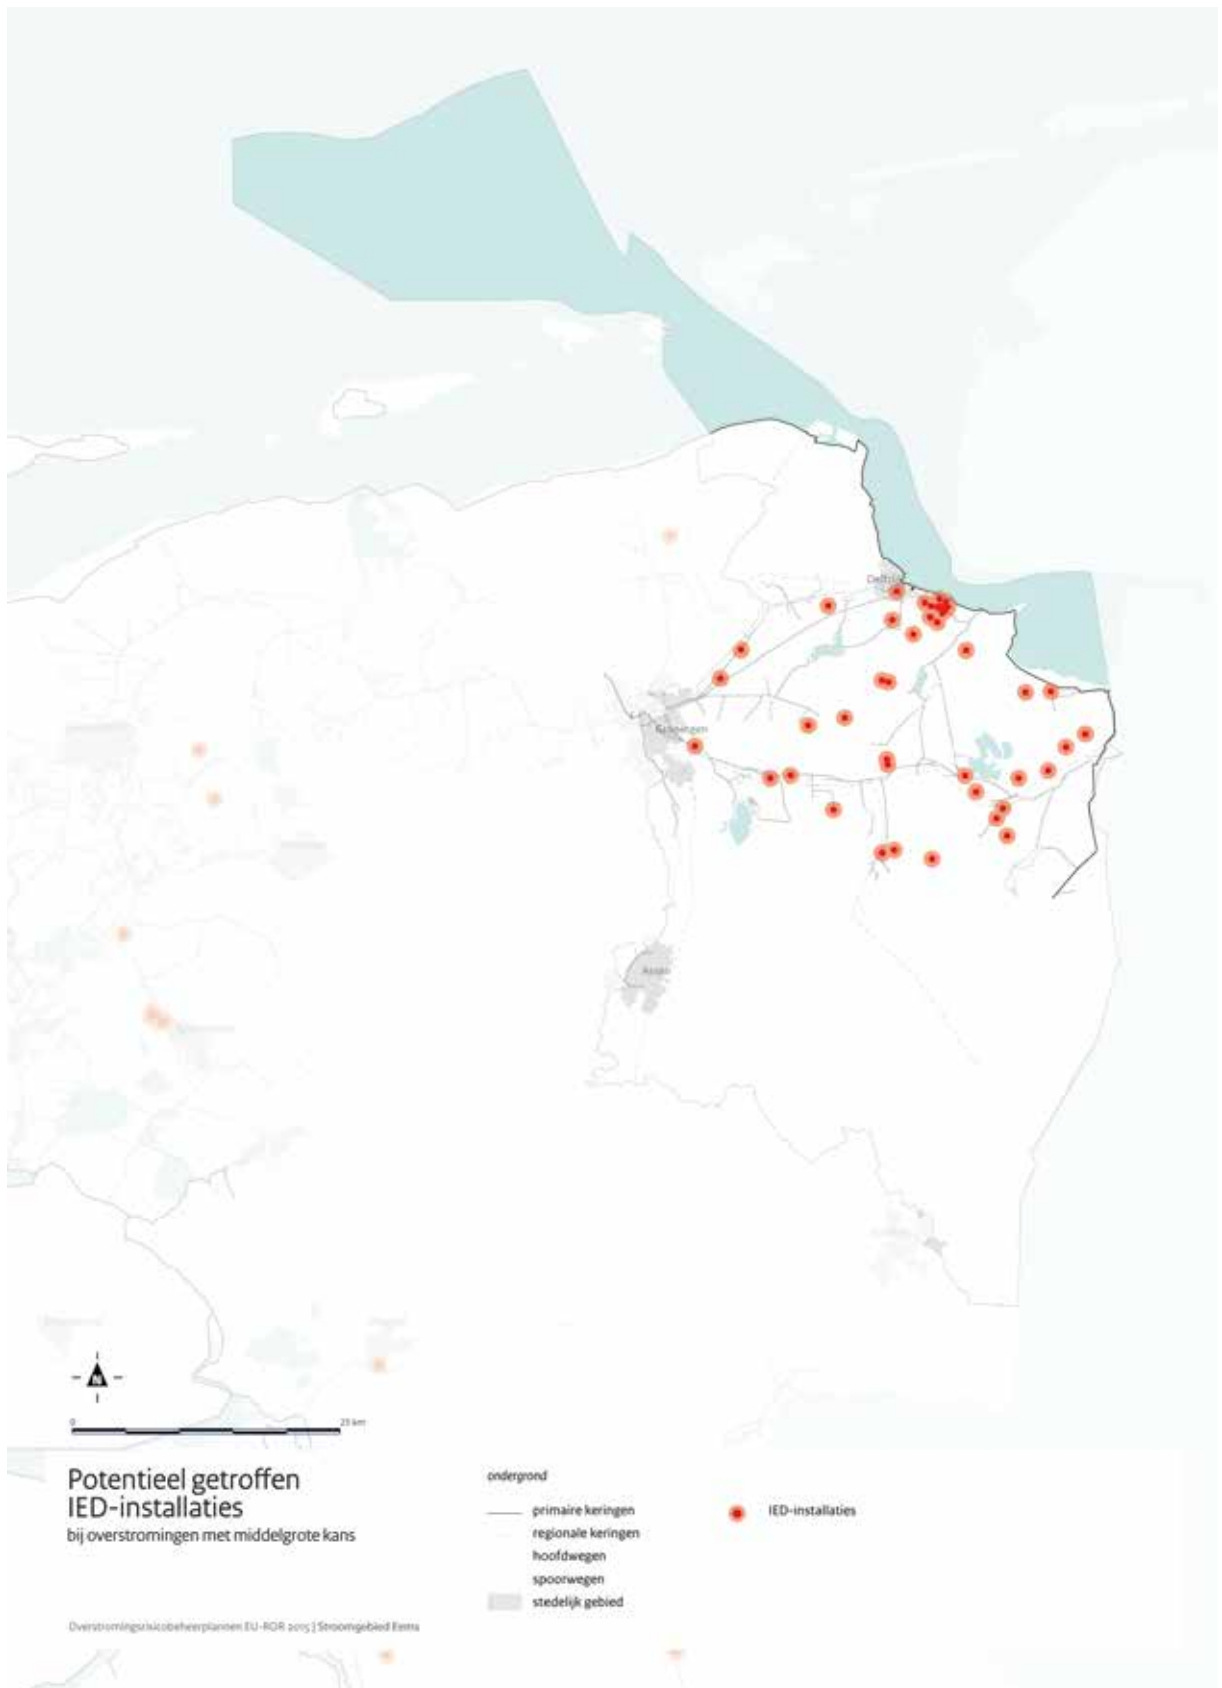 Delfzijl
Groningen
Assen
N
0
25 km
Potentieel getroffen
IED-installaties
bij overstromingen met middelgrote kans
ondergrond
primaire keringen
regionale keringen
hoofdwegen
spoorwegen
stedelijk gebied
IED-installaties
Overstromingsrisicobeheerplannen EU-ROR 2015 | Stroomgebied Eems